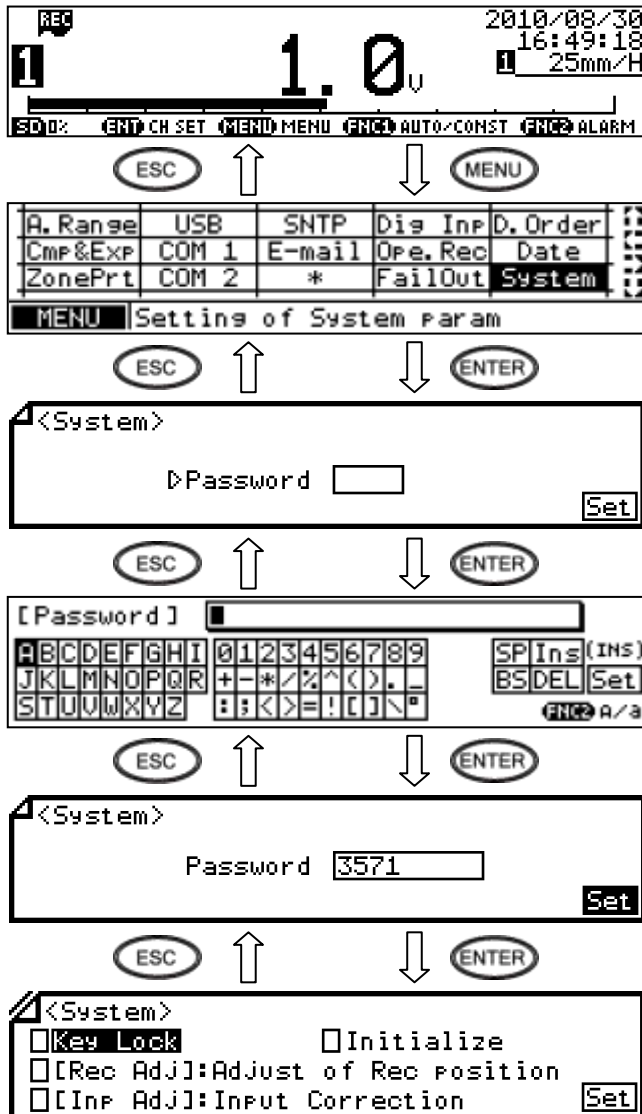 REC
2010/08/30
16:49:18
1 1.0V 1 25mm/H
SD 0% ENT CH SET MENU MENU FNC1 AUTO/CONST FNC2 ALARM
ESC MENU
A.Range USB SNTP Dig Inp D.Order
Cmp&Exp COM 1 E-mail Ope.Rec Date
ZonePrt COM 2 * FailOut System
MENU Setting of System param
ESC ENTER
<System>
Password
Set
ESC ENTER
[Password]
ABCDEFGHI 0123456789 SP Ins (INS)
JKLMNOPQR +-*/%^()._ BS DEL Set
STUVWXYZ :;<>=![]\° FNC2 A/a
ESC ENTER
<System>
Password 3571
Set
ESC ENTER
<System>
Key Lock Initialize
[Rec Adj]:Adjust of Rec position
[Inp Adj]:Input Correction Set